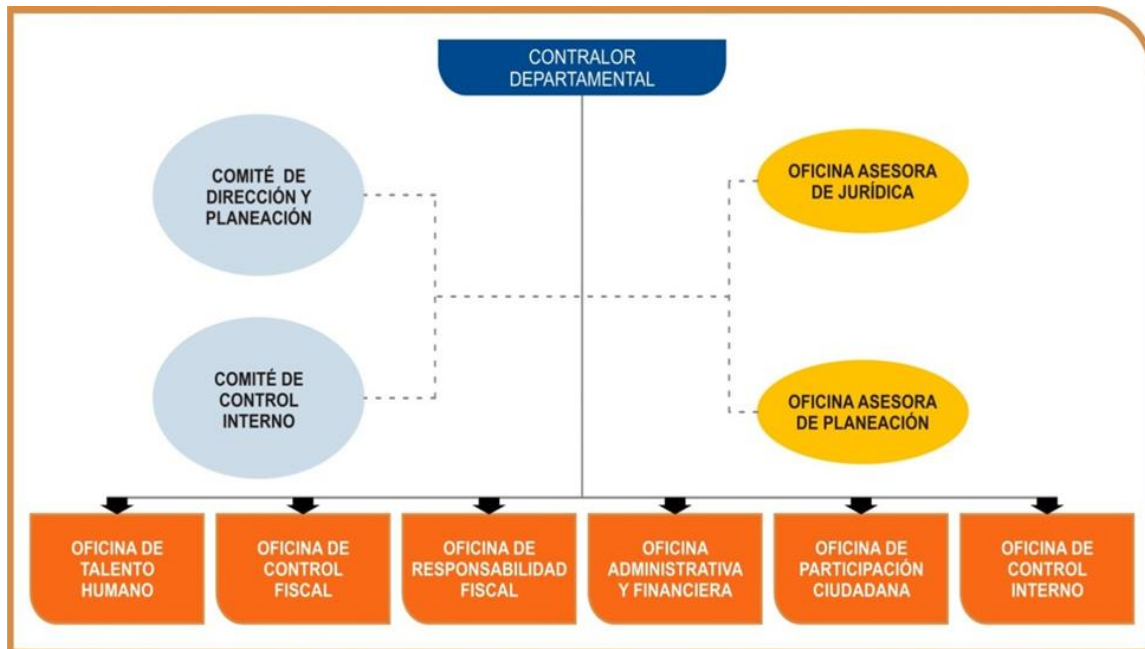 CONTRALOR
DEPARTAMENTAL
COMITÉ DE
DIRECCIÓN Y
PLANEACIÓN
OFICINA ASESORA
DE JURÍDICA
COMITÉ DE
CONTROL
INTERNO
OFICINA ASESORA
DE PLANEACIÓN
OFICINA DE
TALENTO
HUMANO
OFICINA DE
CONTROL
FISCAL
OFICINA DE
RESPONSABILIDAD
FISCAL
OFICINA
ADMINISTRATIVA
Y FINANCIERA
OFICINA DE
PARTICIPACIÓN
CIUDADANA
OFICINA DE
CONTROL
INTERNO